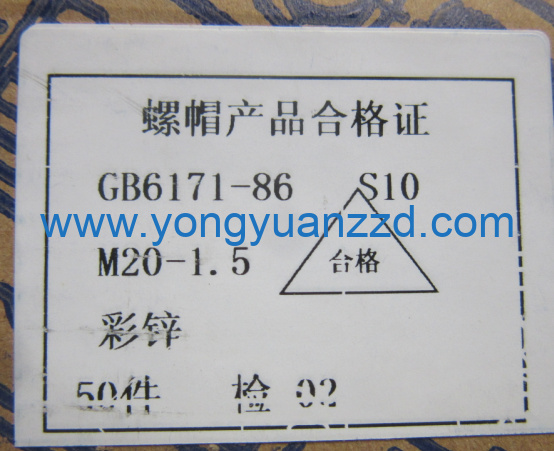 螺帽产品合格证
GB6171-86 S10
www.yongyuanzzd.com
M20-1.5 合格
彩锌
50件 检 02